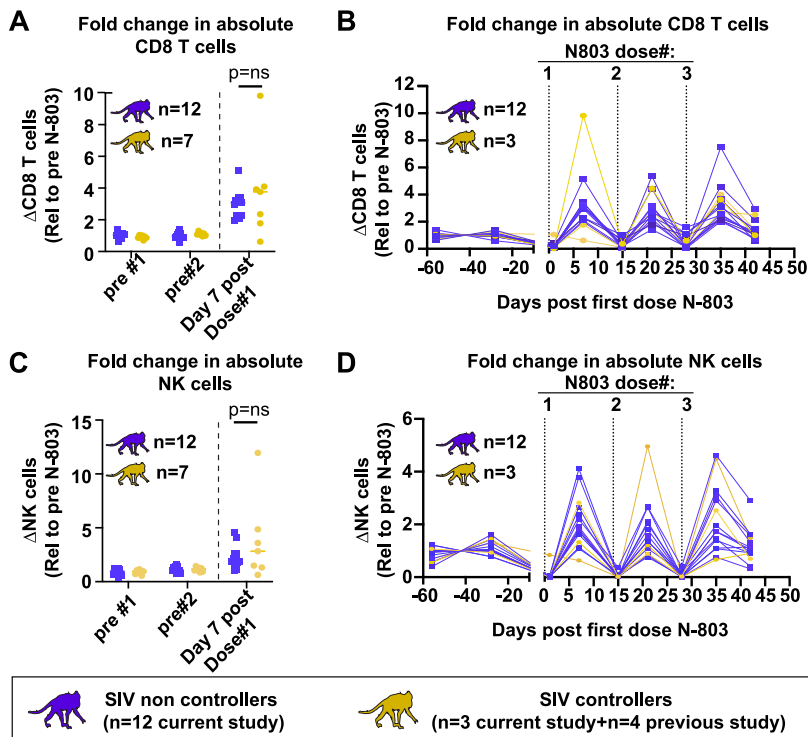 A
Fold change in absolute
CD8 T cells
p=ns
n=12
n=7
10
8
6
4
2
0
ΔCD8 T cells
(Rel to pre N-803)
pre #1
pre#2
Day 7 post
Dose#1
B
Fold change in absolute CD8 T cells
N803 dose#:
1 2 3
n=12
n=3
12
10
8
6
4
2
0
ΔCD8 T cells
(Rel to pre N-803)
-60 -40 -20 0 5 10 15 20 25 30 35 40 45 50
Days post first dose N-803
C
Fold change in absolute
NK cells
p=ns
n=12
n=7
15
10
5
0
ΔNK cells
(Rel to pre N-803)
pre #1
pre#2
Day 7 post
Dose#1
D
Fold change in absolute NK cells
N803 dose#:
1 2 3
n=12
n=3
6
4
2
0
ΔNK cells
(Rel to pre N-803)
-60 -40 -20 0 5 10 15 20 25 30 35 40 45 50
Days post first dose N-803
SIV non controllers
(n=12 current study)
SIV controllers
(n=3 current study+n=4 previous study)